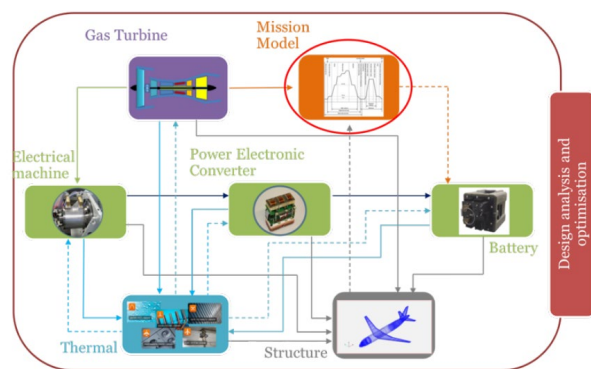 Gas Turbine
Mission
Model
Electrical
machine
Power Electronic
Converter
Battery
Thermal
Structure
Design analysis and
optimisation